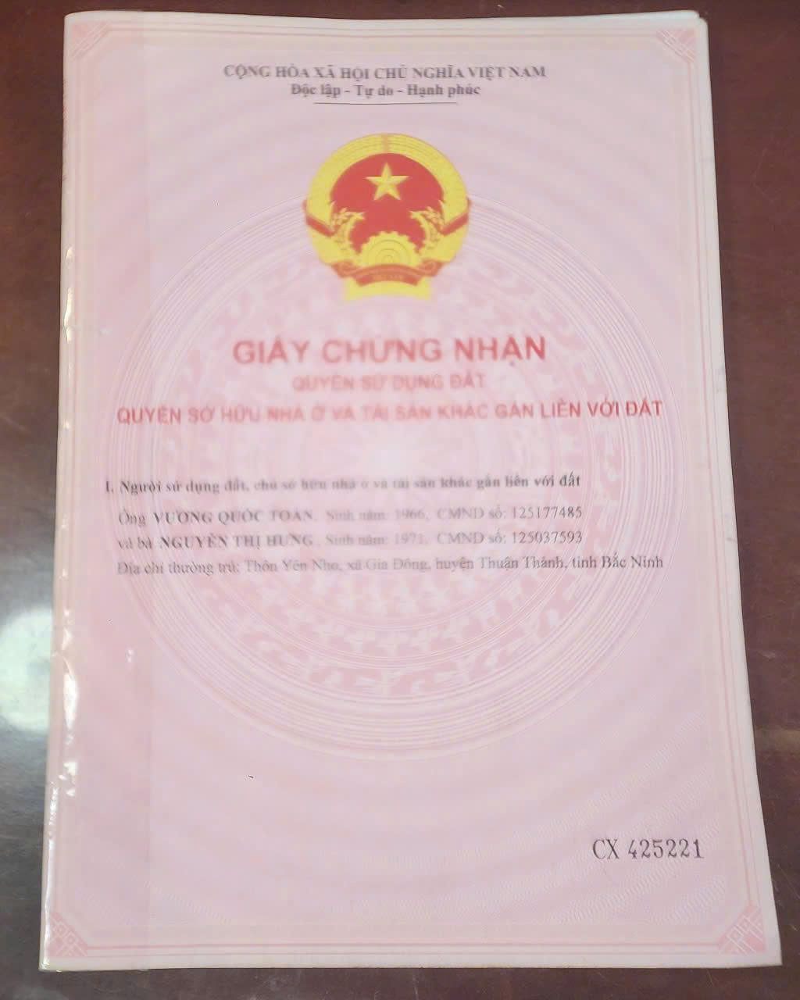 CỘNG HÒA XÃ HỘI CHỦ NGHĨA VIỆT NAM
Độc lập - Tự do - Hạnh phúc
GIẤY CHỨNG NHẬN
QUYỀN SỬ DỤNG ĐẤT
QUYỀN SỞ HỮU NHÀ Ở VÀ TÀI SẢN KHÁC GẮN LIỀN VỚI ĐẤT
I. Người sử dụng đất, chủ sở hữu nhà ở và tài sản khác gắn liền với đất
Ông VƯƠNG QUỐC TOẢN. Sinh năm: 1966, CMND số: 125177485
và bà NGUYỄN THỊ HƯNG, Sinh năm: 1971, CMND số: 125037593
Địa chỉ thường trú: Thôn Yên Nho, xã Gia Đông, huyện Thuận Thành, tỉnh Bắc Ninh
CX 425221